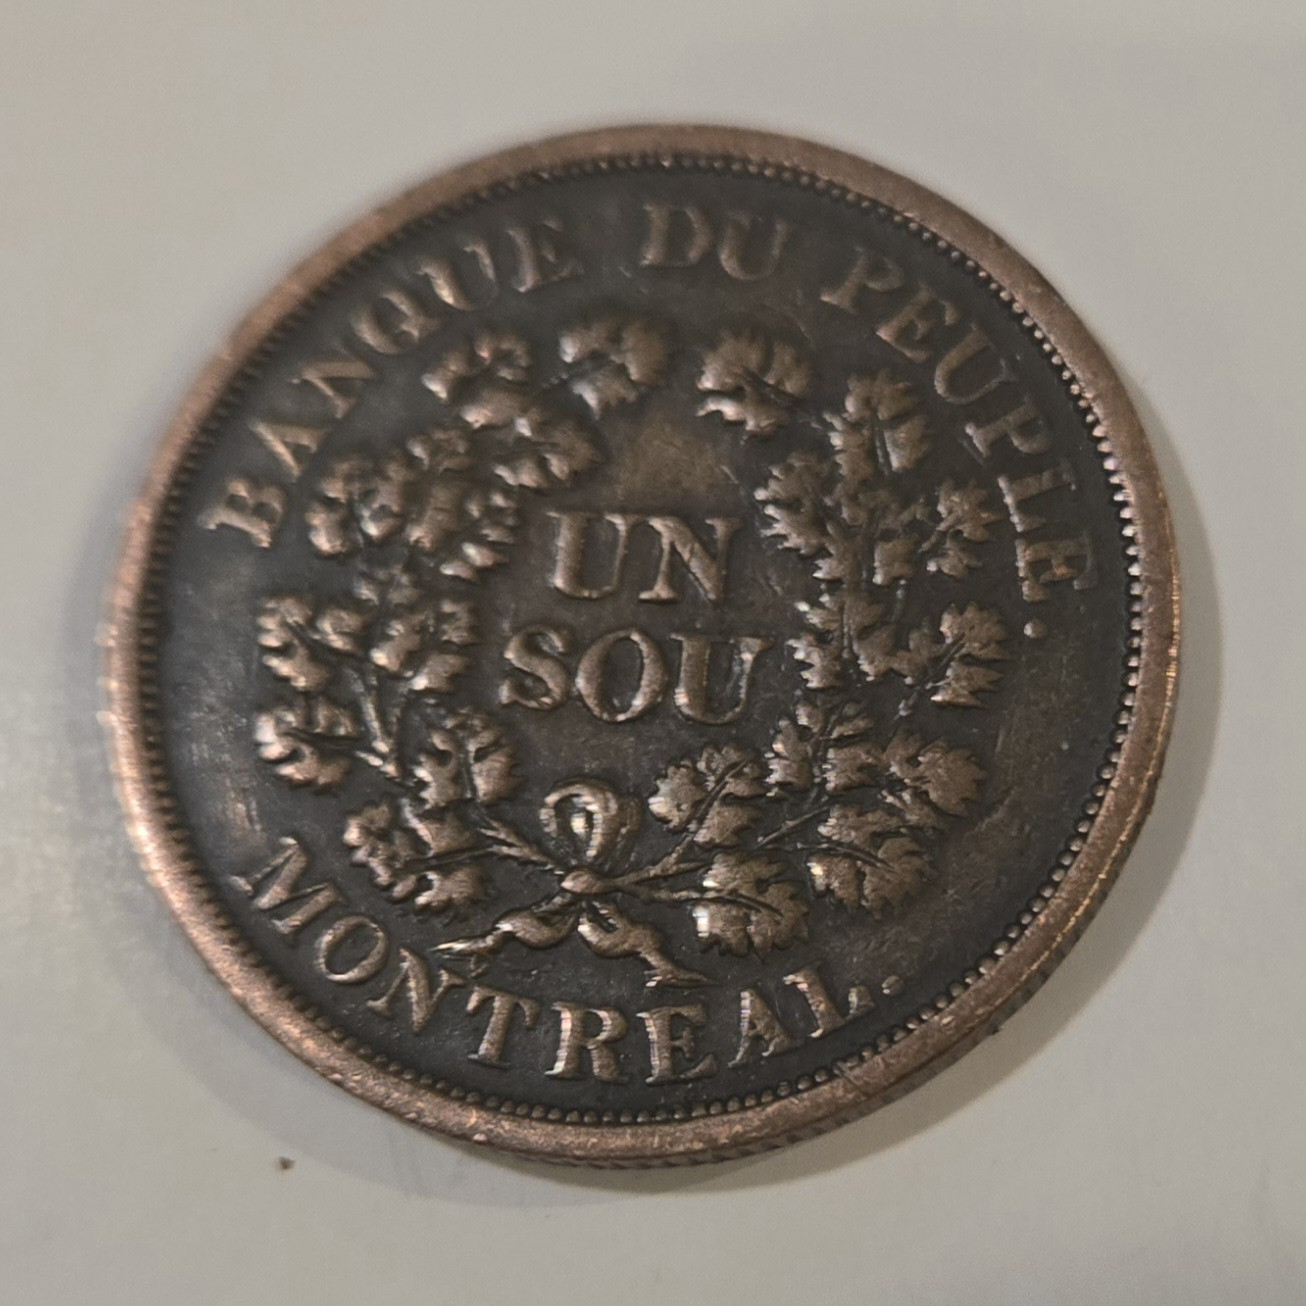 BANQUE DU PEUPLE.
UN
SOU
MONTREAL.